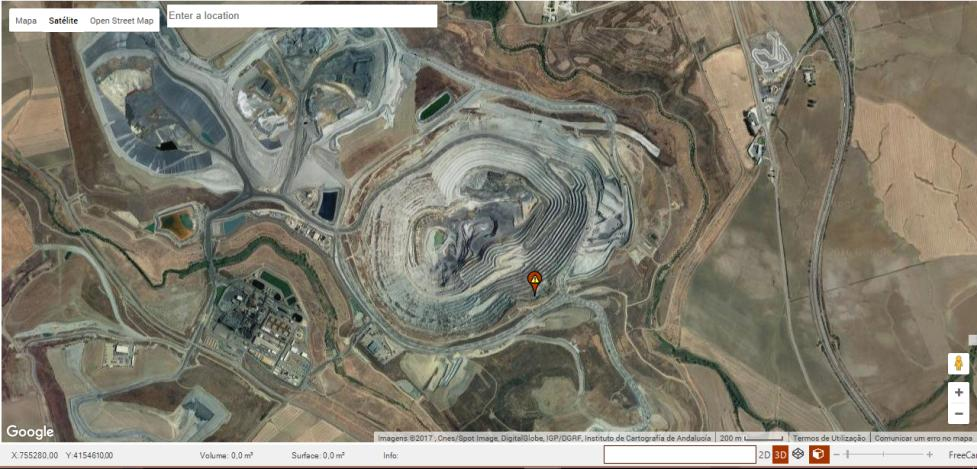 Mapa Satélite Open Street Map Enter a location
Google
Imagens ©2017 , Cnes/Spot Image, DigitalGlobe, IGP/DGRF, Instituto de Cartografía de Andalucía 200 m Termos de Utilização Comunicar um erro no mapa
X:755280,00 Y:4154610,00 Volume: 0,0 m³ Surface: 0,0 m² Info: 2D 3D FreeCa